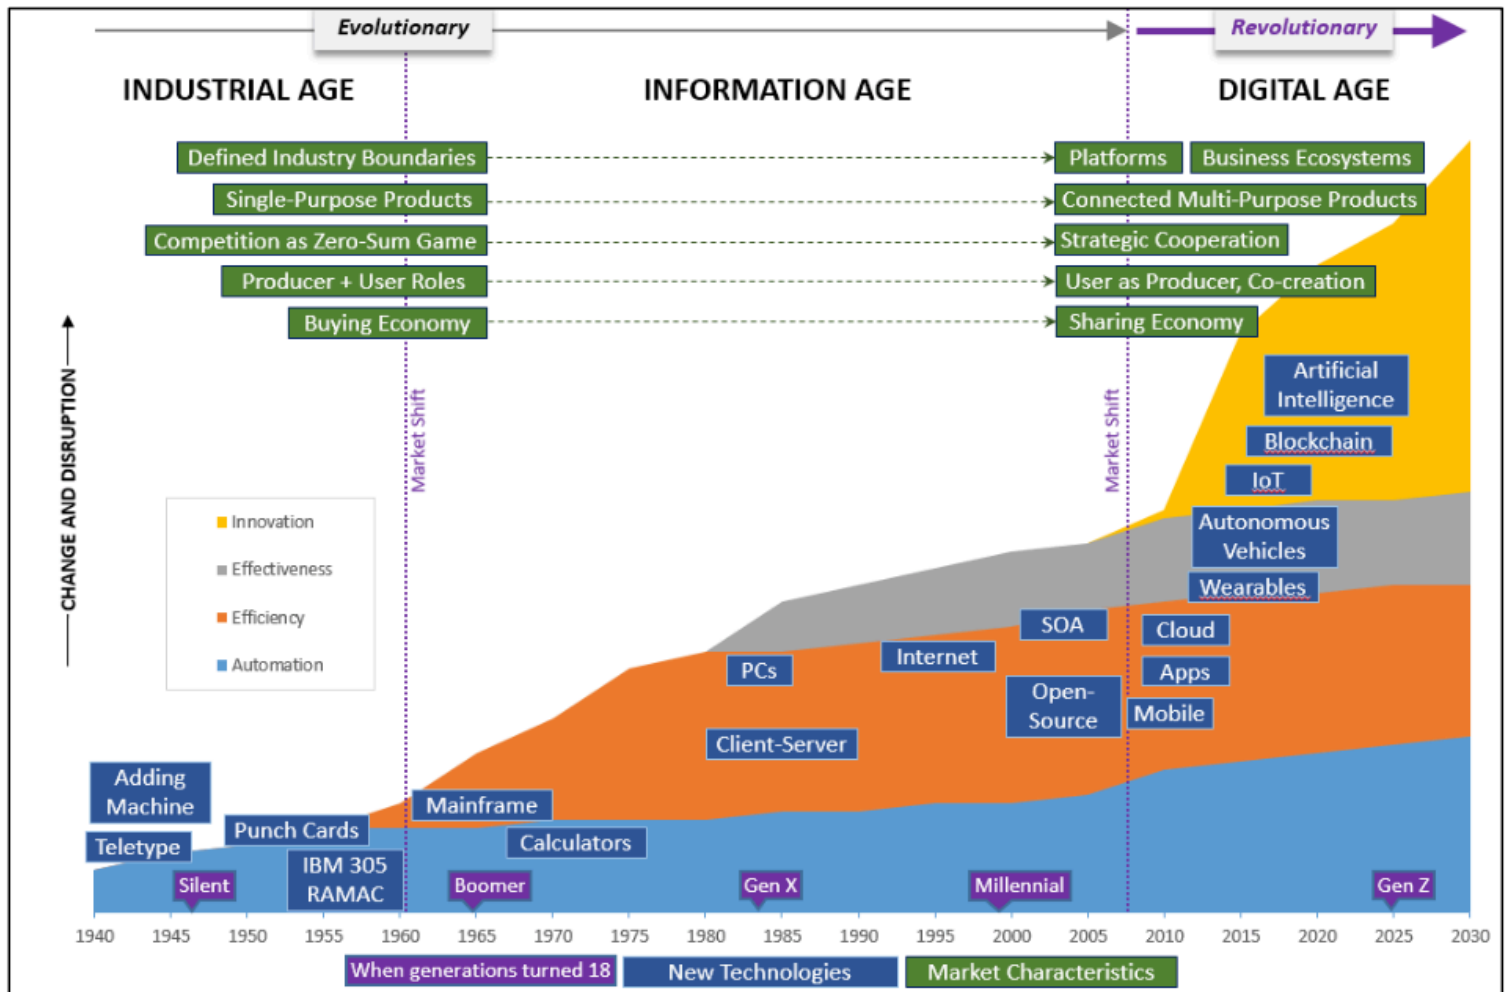 Evolutionary
Revolutionary
INDUSTRIAL AGE
INFORMATION AGE
DIGITAL AGE
Defined Industry Boundaries
Platforms
Business Ecosystems
Single-Purpose Products
Connected Multi-Purpose Products
Competition as Zero-Sum Game
Strategic Cooperation
Producer + User Roles
User as Producer, Co-creation
Buying Economy
Sharing Economy
CHANGE AND DISRUPTION
Market Shift
Market Shift
Innovation
Effectiveness
Efficiency
Automation
Artificial
Intelligence
Blockchain
IoT
Autonomous
Vehicles
Wearables
SOA
Cloud
Internet
PCs
Apps
Open-
Source
Mobile
Client-Server
Adding
Machine
Mainframe
Punch Cards
Calculators
Teletype
IBM 305
RAMAC
Silent
Boomer
Gen X
Millennial
Gen Z
1940 1945 1950 1955 1960 1965 1970 1975 1980 1985 1990 1995 2000 2005 2010 2015 2020 2025 2030
When generations turned 18
New Technologies
Market Characteristics